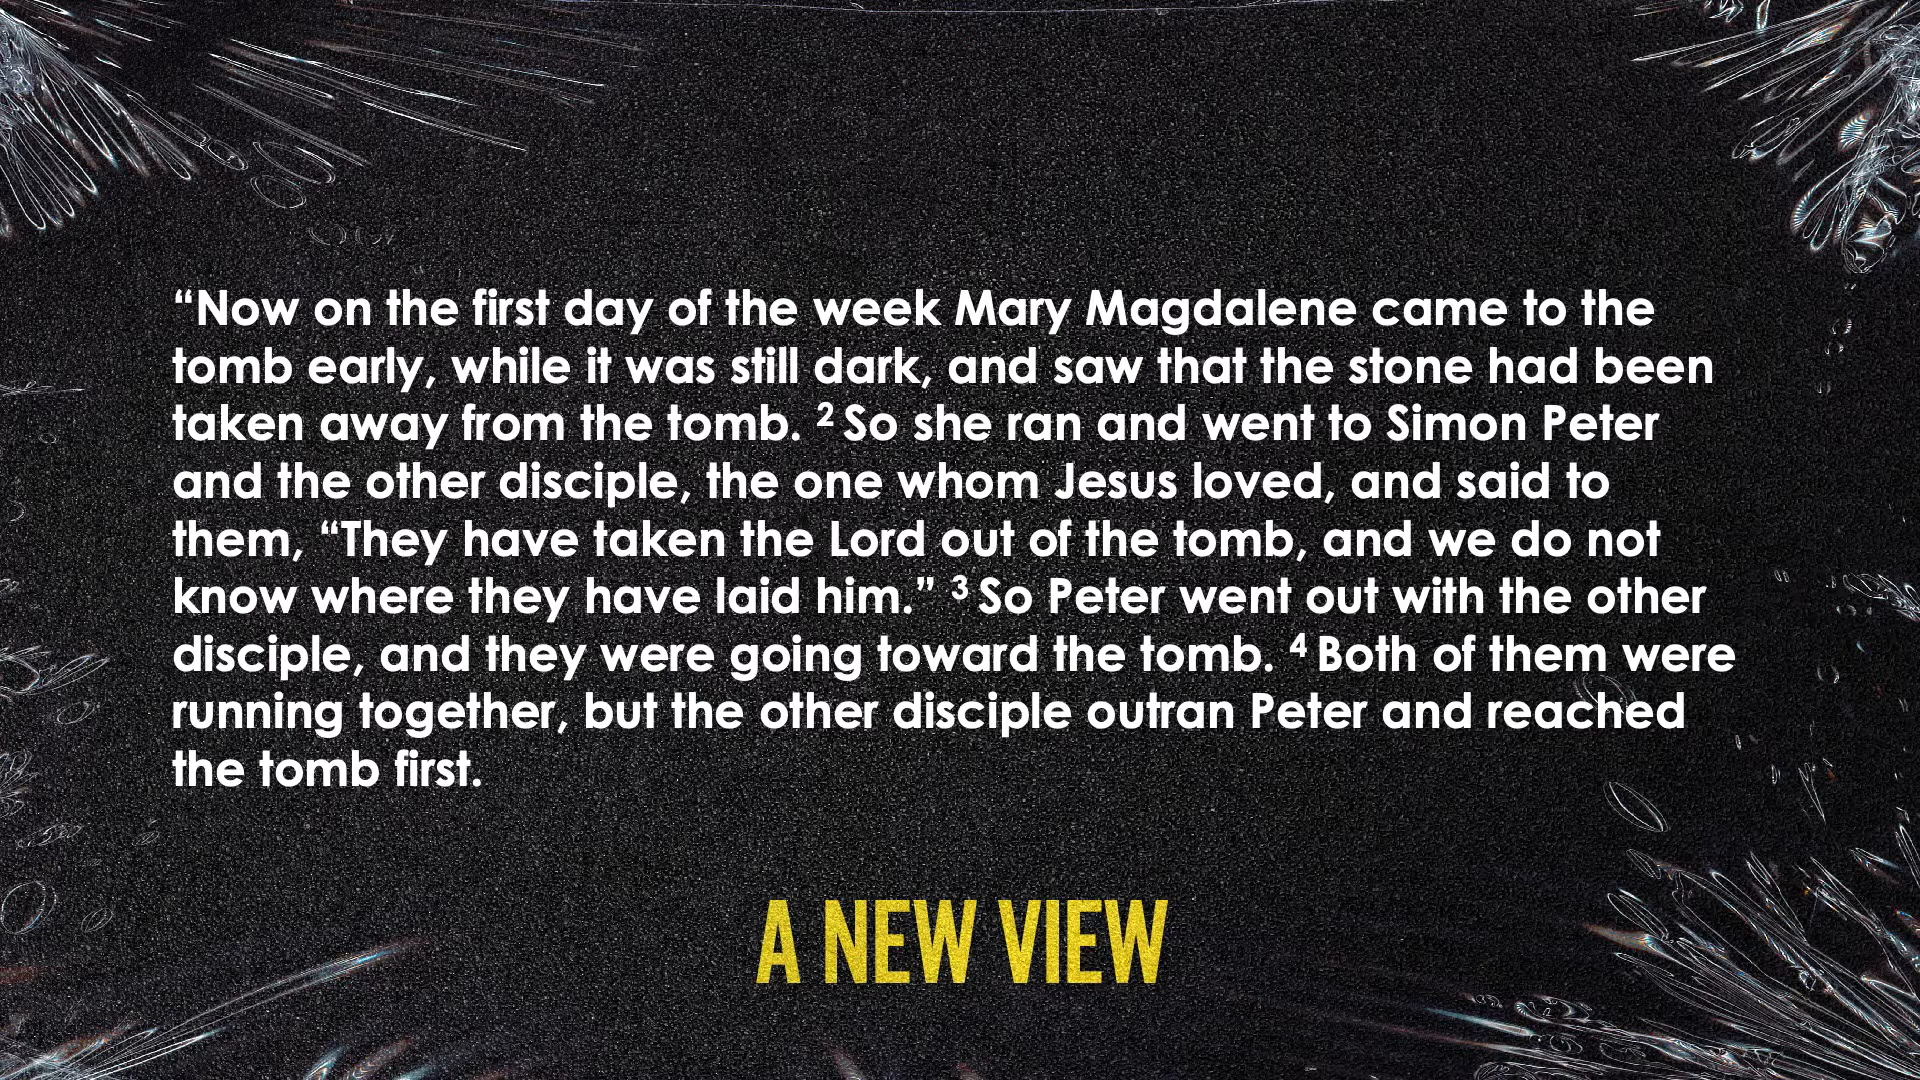 “Now on the first day of the week Mary Magdalene came to the
tomb early, while it was still dark, and saw that the stone had been
taken away from the tomb. ² So she ran and went to Simon Peter
and the other disciple, the one whom Jesus loved, and said to
them, “They have taken the Lord out of the tomb, and we do not
know where they have laid him.” ³ So Peter went out with the other
disciple, and they were going toward the tomb. ⁴ Both of them were
running together, but the other disciple outran Peter and reached
the tomb first.
A NEW VIEW